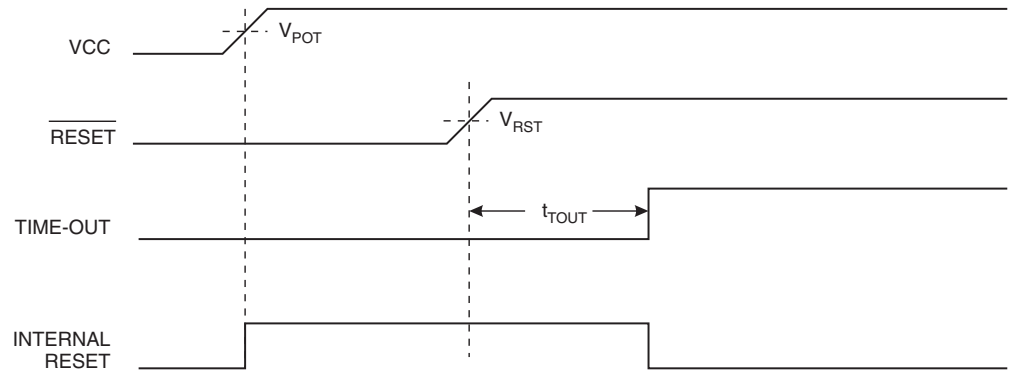 VCC
VPOT
RESET
VRST
TIME-OUT
tTOUT
INTERNAL
RESET